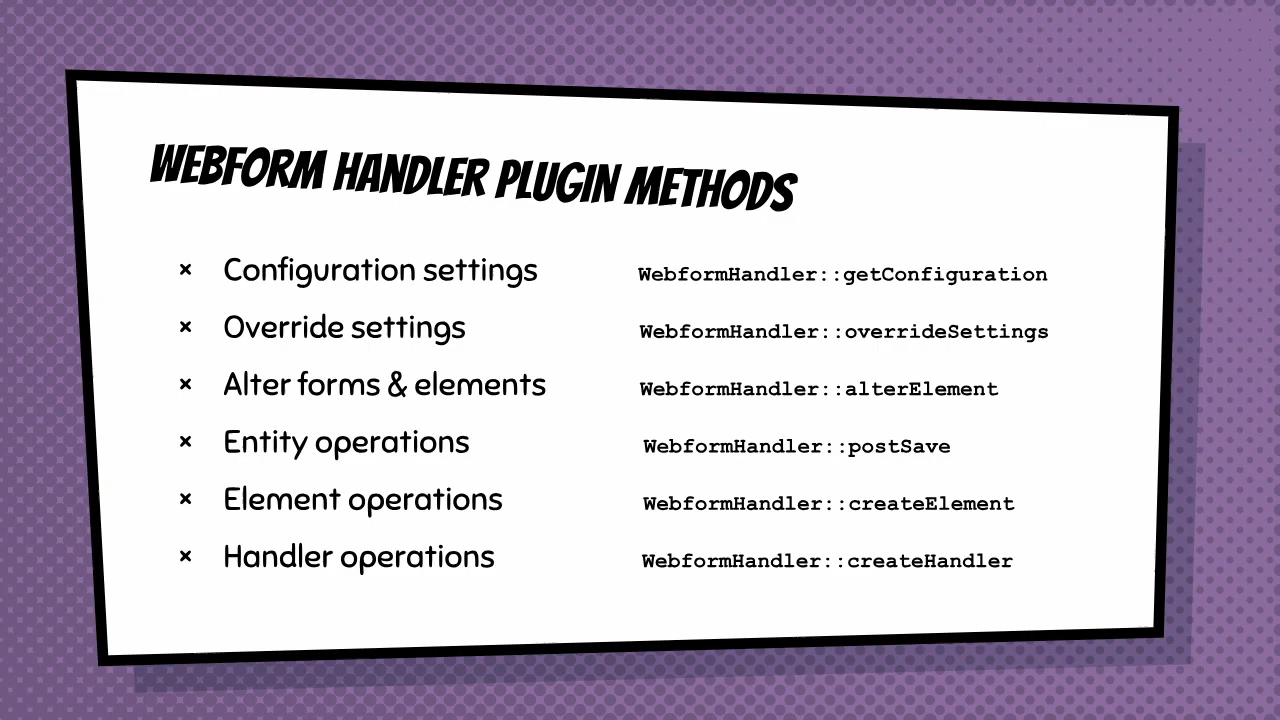 WEBFORM HANDLER PLUGIN METHODS
× Configuration settings WebformHandler::getConfiguration
× Override settings WebformHandler::overrideSettings
× Alter forms & elements WebformHandler::alterElement
× Entity operations WebformHandler::postSave
× Element operations WebformHandler::createElement
× Handler operations WebformHandler::createHandler